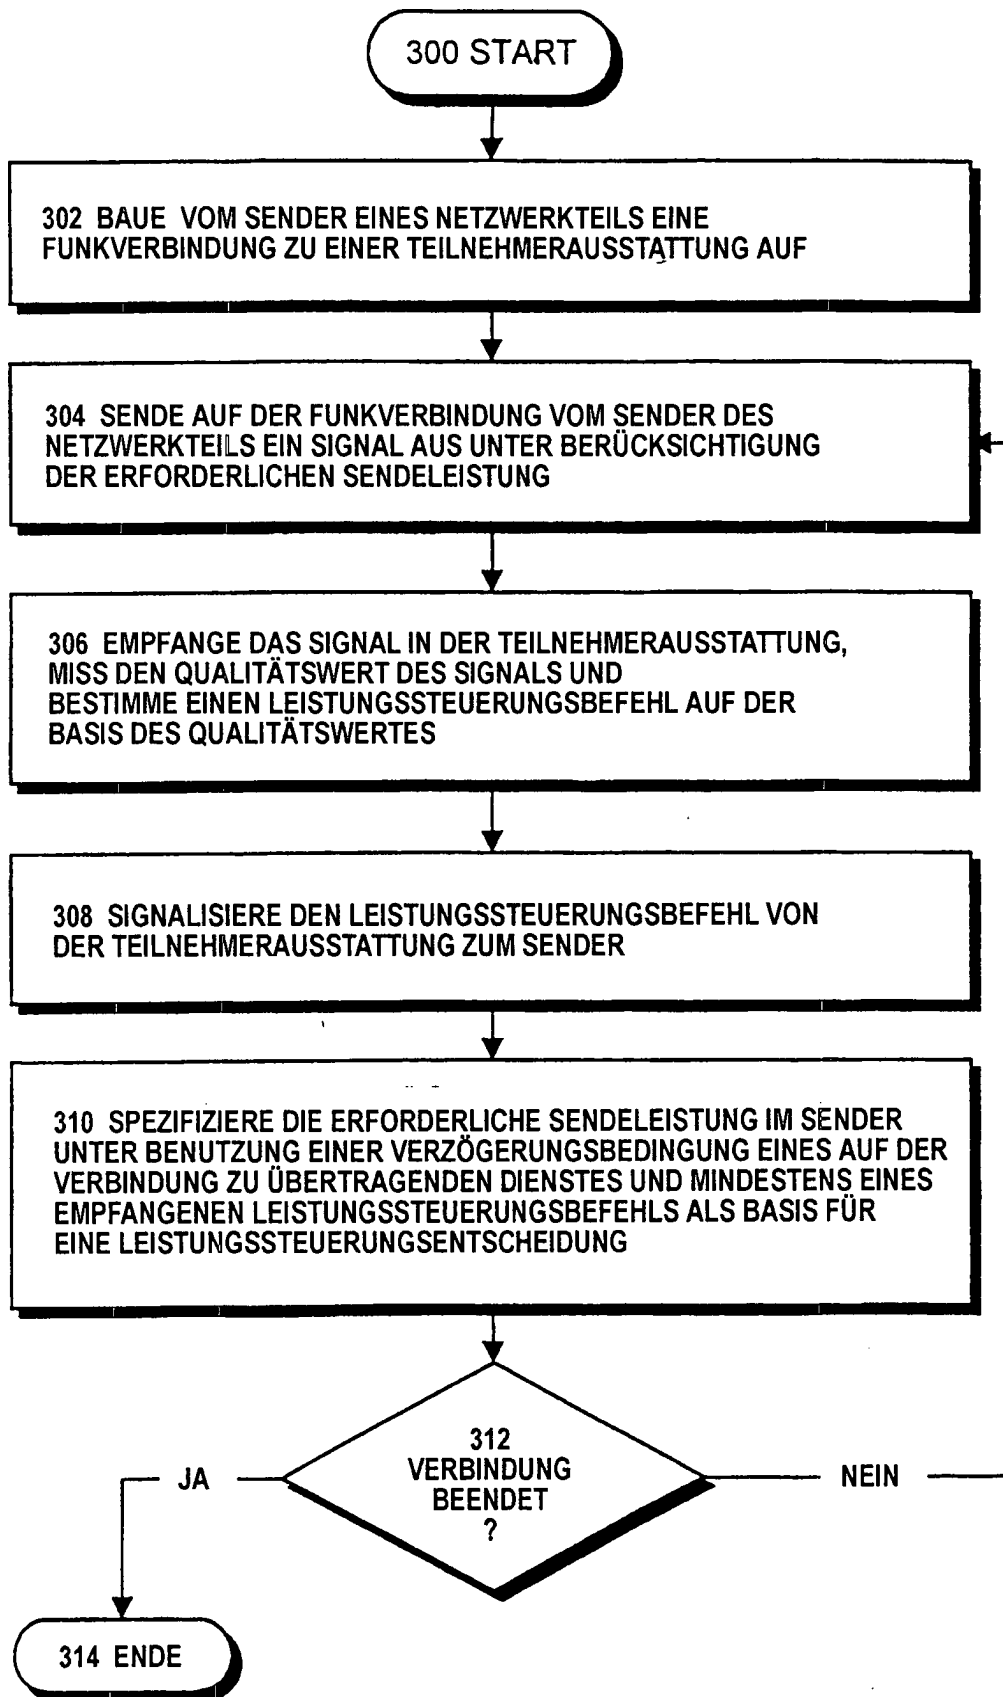 300 START
302 BAUE VOM SENDER EINES NETZWERKTEILS EINE
FUNKVERBINDUNG ZU EINER TEILNEHMERAUSSTATTUNG AUF
304 SENDE AUF DER FUNKVERBINDUNG VOM SENDER DES
NETZWERKTEILS EIN SIGNAL AUS UNTER BERÜCKSICHTIGUNG
DER ERFORDERLICHEN SENDELEISTUNG
306 EMPFANGE DAS SIGNAL IN DER TEILNEHMERAUSSTATTUNG,
MISS DEN QUALITÄTSWERT DES SIGNALS UND
BESTIMME EINEN LEISTUNGSSTEUERUNGSBEFEHL AUF DER
BASIS DES QUALITÄTSWERTES
308 SIGNALISIERE DEN LEISTUNGSSTEUERUNGSBEFEHL VON
DER TEILNEHMERAUSSTATTUNG ZUM SENDER
310 SPEZIFIZIERE DIE ERFORDERLICHE SENDELEISTUNG IM SENDER
UNTER BENUTZUNG EINER VERZÖGERUNGSBEDINGUNG EINES AUF DER
VERBINDUNG ZU ÜBERTRAGENDEN DIENSTES UND MINDESTENS EINES
EMPFANGENEN LEISTUNGSSTEUERUNGSBEFEHLS ALS BASIS FÜR
EINE LEISTUNGSSTEUERUNGSENTSCHEIDUNG
312
VERBINDUNG
BEENDET
?
JA
NEIN
314 ENDE